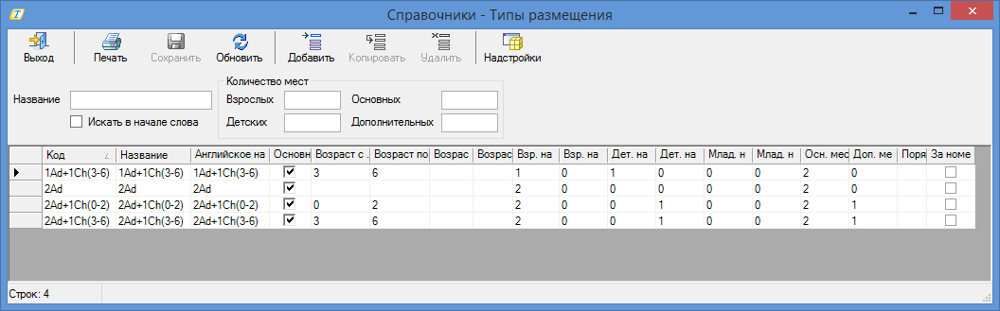 Справочники - Типы размещения
Выход Печать Сохранить Обновить Добавить Копировать Удалить Надстройки
Количество мест
Название Взрослых Основных
Искать в начале слова Детских Дополнительных
Код Название Английское на Основн Возраст с . Возраст по Возрас Возрас Взр. на Взр. на Дет. на Дет. на Млад. н Млад. н Осн. мес Доп. ме Поря За номе
1Ad+1Ch(3-6) 1Ad+1Ch(3-6) 1Ad+1Ch(3-6) 3 6 1 0 1 0 0 0 2 0
2Ad 2Ad 2Ad 2 0 0 0 0 0 2 0
2Ad+1Ch(0-2) 2Ad+1Ch(0-2) 2Ad+1Ch(0-2) 0 2 2 0 0 1 0 0 2 1
2Ad+1Ch(3-6) 2Ad+1Ch(3-6) 2Ad+1Ch(3-6) 3 6 2 0 0 1 0 0 2 1
Строк: 4